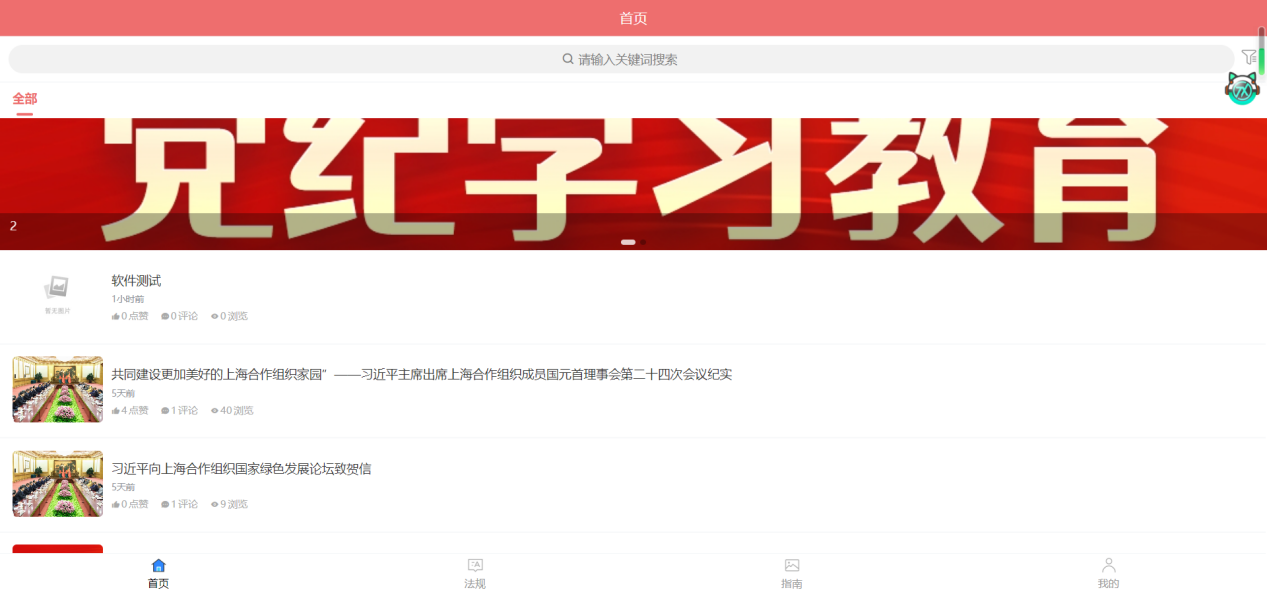 首页
请输入关键词搜索
全部
党纪学习教育
2
软件测试
1小时前
0点赞 0评论 0浏览
暂无图片
共同建设更加美好的上海合作组织家园”——习近平主席出席上海合作组织成员国元首理事会第二十四次会议纪实
5天前
4点赞 1评论 40浏览
习近平向上海合作组织国家绿色发展论坛致贺信
5天前
0点赞 1评论 9浏览
首页 法规 指南 我的